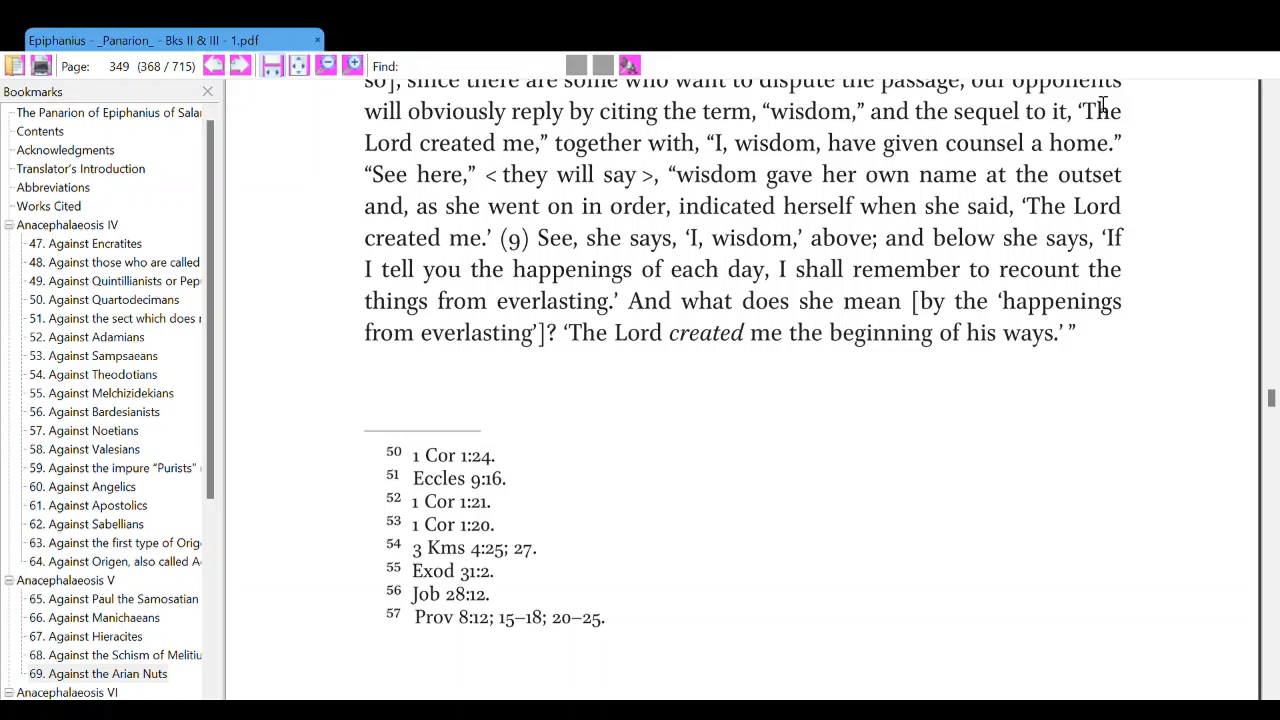 Epiphanius - _Panarion_ - Bks II & III - 1.pdf ×
Page: 349 (368 / 715) Find:
Bookmarks
The Panarion of Epiphanius of Salar
Contents
Acknowledgments
Translator's Introduction
Abbreviations
Works Cited
Anacephalaeosis IV
47. Against Encratites
48. Against those who are called
49. Against Quintillianists or Pep
50. Against Quartodecimans
51. Against the sect which does r
52. Against Adamians
53. Against Sampsaeans
54. Against Theodotians
55. Against Melchizidekians
56. Against Bardesianists
57. Against Noetians
58. Against Valesians
59. Against the impure “Purists” (
60. Against Angelics
61. Against Apostolics
62. Against Sabellians
63. Against the first type of Orig
64. Against Origen, also called A
Anacephalaeosis V
65. Against Paul the Samosatian
66. Against Manichaeans
67. Against Hieracites
68. Against the Schism of Melitiu
69. Against the Arian Nuts
Anacephalaeosis VI
so], since there are some who want to dispute the passage, our opponents
will obviously reply by citing the term, “wisdom,” and the sequel to it, ‘The
Lord created me,” together with, “I, wisdom, have given counsel a home.”
“See here,” < they will say >, “wisdom gave her own name at the outset
and, as she went on in order, indicated herself when she said, ‘The Lord
created me.’ (9) See, she says, ‘I, wisdom,’ above; and below she says, ‘If
I tell you the happenings of each day, I shall remember to recount the
things from everlasting.’ And what does she mean [by the ‘happenings
from everlasting’]? ‘The Lord created me the beginning of his ways.’ ”
50 1 Cor 1:24.
51 Eccles 9:16.
52 1 Cor 1:21.
53 1 Cor 1:20.
54 3 Kms 4:25; 27.
55 Exod 31:2.
56 Job 28:12.
57 Prov 8:12; 15–18; 20–25.